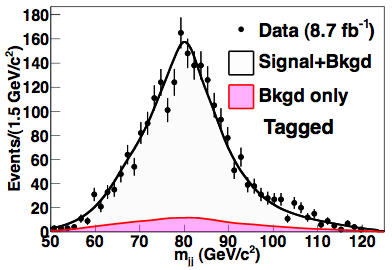 Events/(1.5 GeV/c²)
180
160
140
120
100
80
60
40
20
0
Data (8.7 fb⁻¹)
Signal+Bkgd
Bkgd only
Tagged
50 60 70 80 90 100 110 120
m_jj (GeV/c²)